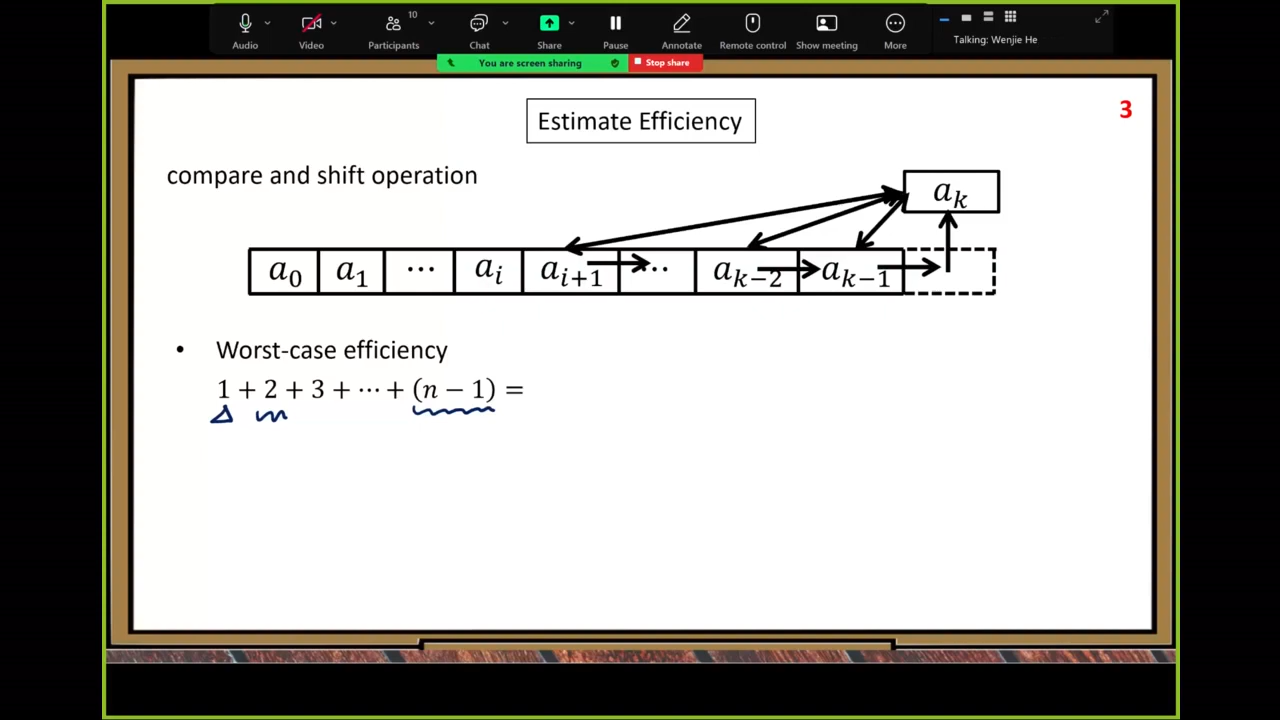 10
Audio Video Participants Chat Share Pause Annotate Remote control Show meeting More
Talking: Wenjie He
You are screen sharing Stop share
3
Estimate Efficiency
compare and shift operation
a_k
a_0 a_1 ⋯ a_i a_{i+1} ⋯ a_{k−2} a_{k−1}
• Worst-case efficiency
1 + 2 + 3 + ⋯ + (n − 1) =